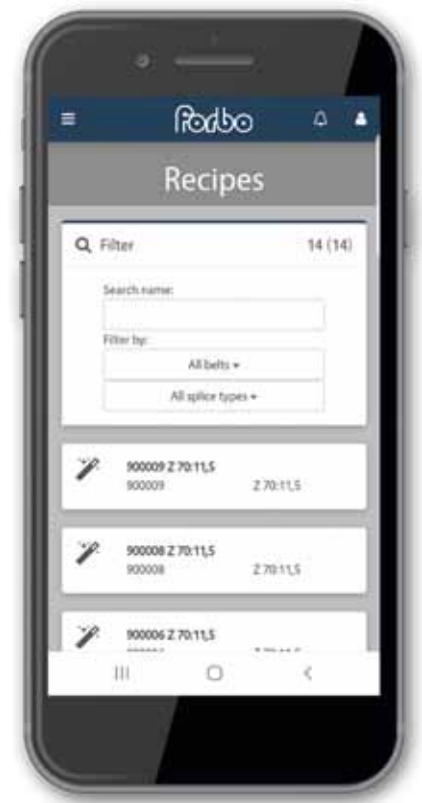 Forbo
Recipes
Filter 14 (14)
Search name:
Filter by:
All belts
All splice types
900009 Z 70:11,5
900009 Z 70:11,5
900008 Z 70:11,5
900008 Z 70:11,5
900006 Z 70:11,5